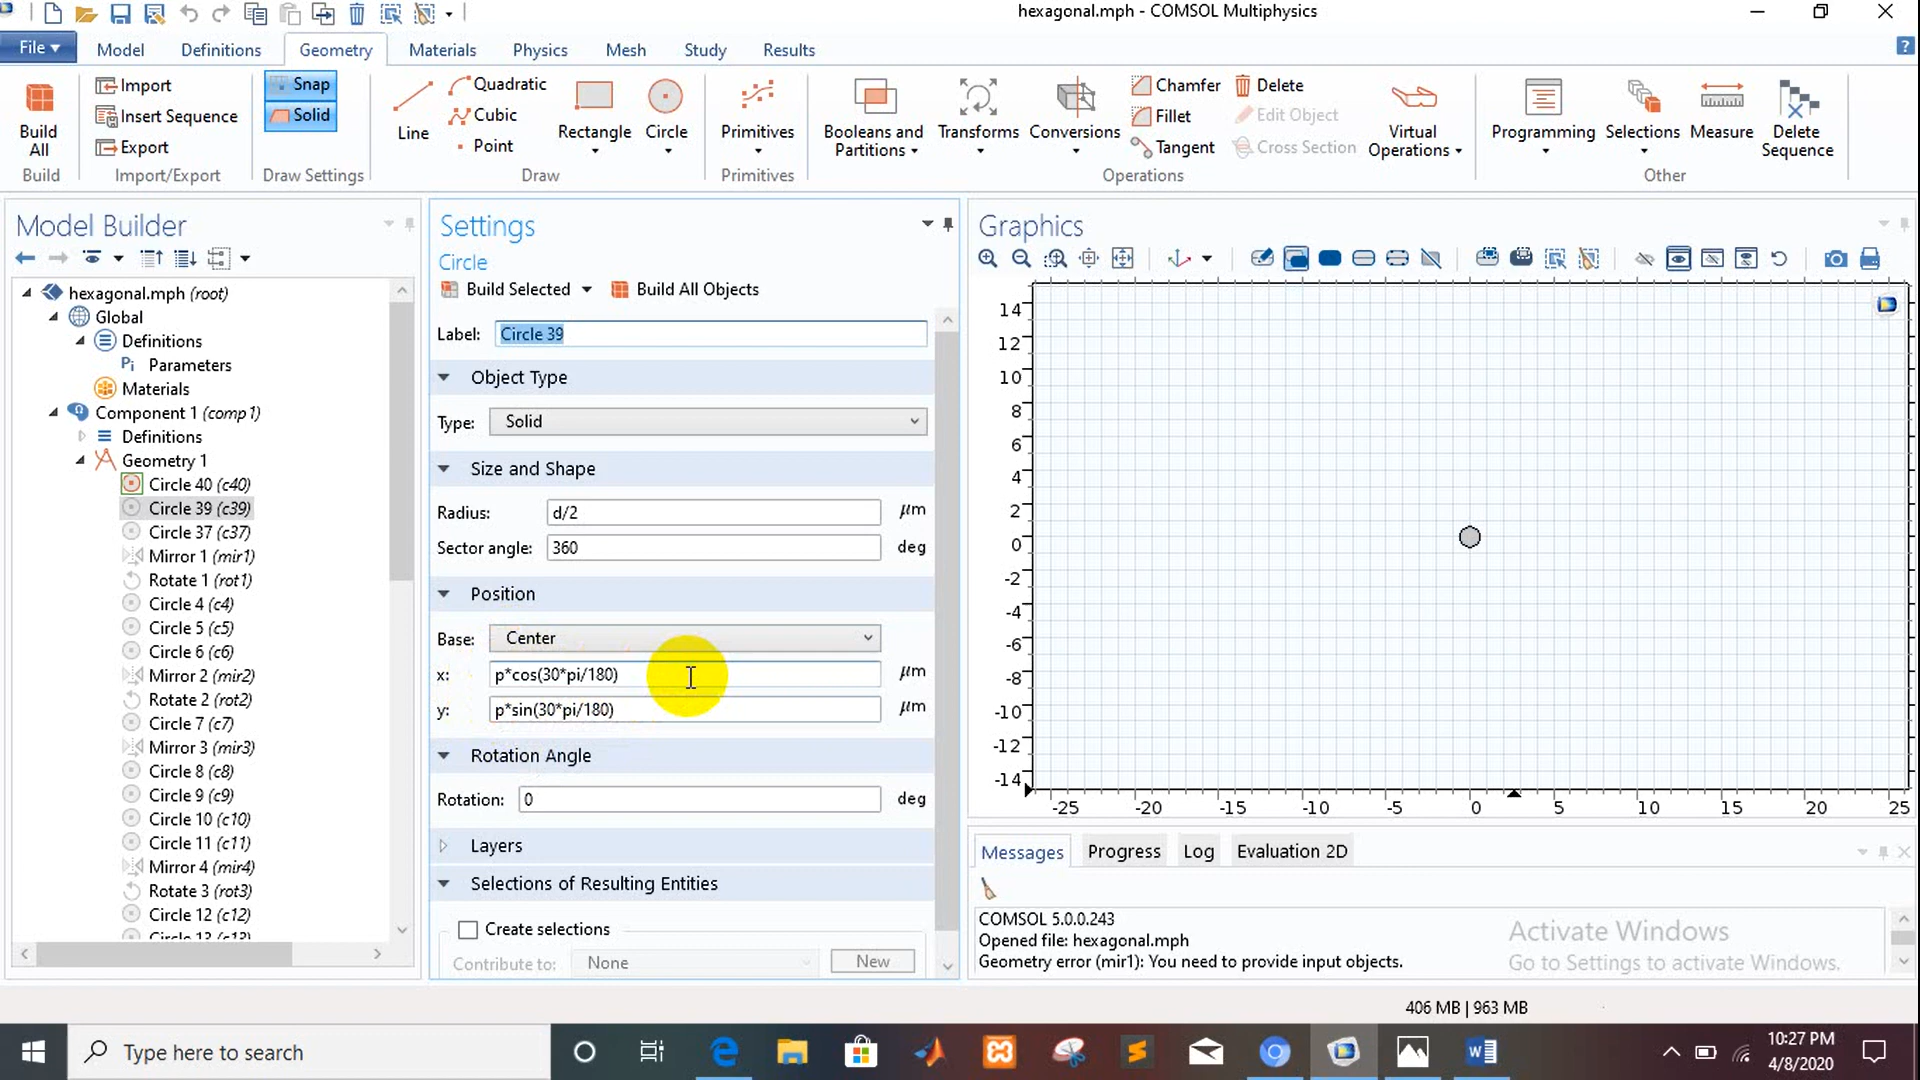 hexagonal.mph - COMSOL Multiphysics
File
Model
Definitions
Geometry
Materials
Physics
Mesh
Study
Results
Build
All
Build
Import
Insert Sequence
Export
Import/Export
Snap
Solid
Draw Settings
Line
Quadratic
Cubic
Point
Rectangle
Circle
Draw
Primitives
Primitives
Booleans and
Partitions
Transforms
Conversions
Chamfer
Fillet
Tangent
Delete
Edit Object
Cross Section
Operations
Virtual
Operations
Programming
Selections
Measure
Delete
Sequence
Other
Model Builder
hexagonal.mph (root)
Global
Definitions
Pi Parameters
Materials
Component 1 (comp1)
Definitions
Geometry 1
Circle 40 (c40)
Circle 39 (c39)
Circle 37 (c37)
Mirror 1 (mir1)
Rotate 1 (rot1)
Circle 4 (c4)
Circle 5 (c5)
Circle 6 (c6)
Mirror 2 (mir2)
Rotate 2 (rot2)
Circle 7 (c7)
Mirror 3 (mir3)
Circle 8 (c8)
Circle 9 (c9)
Circle 10 (c10)
Circle 11 (c11)
Mirror 4 (mir4)
Rotate 3 (rot3)
Circle 12 (c12)
Circle 13 (c13)
Settings
Circle
Build Selected
Build All Objects
Label: Circle 39
Object Type
Type: Solid
Size and Shape
Radius: d/2 μm
Sector angle: 360 deg
Position
Base: Center
x: p*cos(30*pi/180) μm
y: p*sin(30*pi/180) μm
Rotation Angle
Rotation: 0 deg
Layers
Selections of Resulting Entities
Create selections
Contribute to: None New
Graphics
14
12
10
8
6
4
2
0
-2
-4
-6
-8
-10
-12
-14
-25 -20 -15 -10 -5 0 5 10 15 20 25
Messages
Progress
Log
Evaluation 2D
COMSOL 5.0.0.243
Opened file: hexagonal.mph
Geometry error (mir1): You need to provide input objects.
Activate Windows
Go to Settings to activate Windows.
406 MB | 963 MB
Type here to search
10:27 PM
4/8/2020